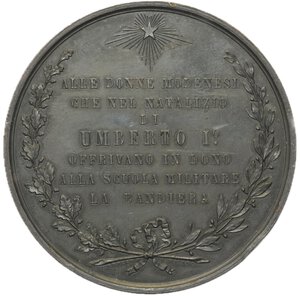 ALLE DONNE MODENESI
CHE NEL NATALIZIO
DI
UMBERTO I°
OFFRIVANO IN DONO
ALLA SCUOLA MILITARE
LA BANDIERA